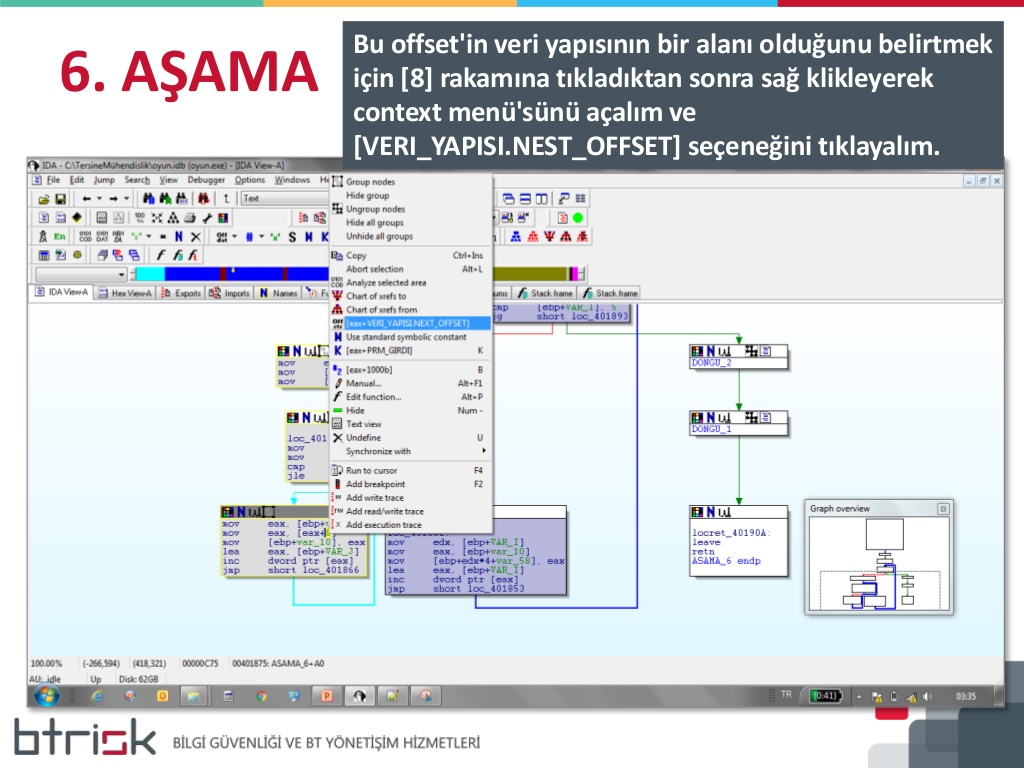 6. AŞAMA
Bu offset'in veri yapısının bir alanı olduğunu belirtmek
için [8] rakamına tıkladıktan sonra sağ klikleyerek
context menü'sünü açalım ve
[VERI_YAPISI.NEST_OFFSET] seçeneğini tıklayalım.
IDA - C:\TersineMühendislik\oyun.idb (oyun.exe) - [IDA View-A]
File Edit Jump Search View Debugger Options Windows He
Text
IDA View-A Hex View-A Exports Imports Names Fu
ums Stack frame Stack frame
Group nodes
Hide group
Ungroup nodes
Hide all groups
Unhide all groups
Copy Ctrl+Ins
Abort selection Alt+L
Analyze selected area
Chart of xrefs to
Chart of xrefs from
[eax+VERI_YAPISI.NEXT_OFFSET]
Use standard symbolic constant
[eax+PRM_GIRDI] K
[eax+1000b] B
Manual... Alt+F1
Edit function... Alt+P
Hide Num -
Text view
Undefine U
Synchronize with
Run to cursor F4
Add breakpoint F2
Add write trace
Add read/write trace
Add execution trace
cmp [ebp+VAR_I], 5
jg short loc_401893
mov e
mov [
mov [
loc_401
mov
mov
cmp
jle
mov eax, [ebp+v
mov eax, [eax+8
mov [ebp+var_10], eax
lea eax, [ebp+VAR_J]
inc dword ptr [eax]
jmp short loc_401866
mov edx, [ebp+VAR_I]
mov eax, [ebp+var_10]
mov [ebp+edx*4+var_58], eax
lea eax, [ebp+VAR_I]
inc dword ptr [eax]
jmp short loc_401853
DONGU_2
DONGU_1
locret_40190A:
leave
retn
ASAMA_6 endp
Graph overview
100.00% (-266,594) (418,321) 00000C75 00401875: ASAMA_6+A0
AU: idle Up Disk: 62GB
TR (0:41) 03:35
btrisk BİLGİ GÜVENLİĞİ VE BT YÖNETİŞİM HİZMETLERİ